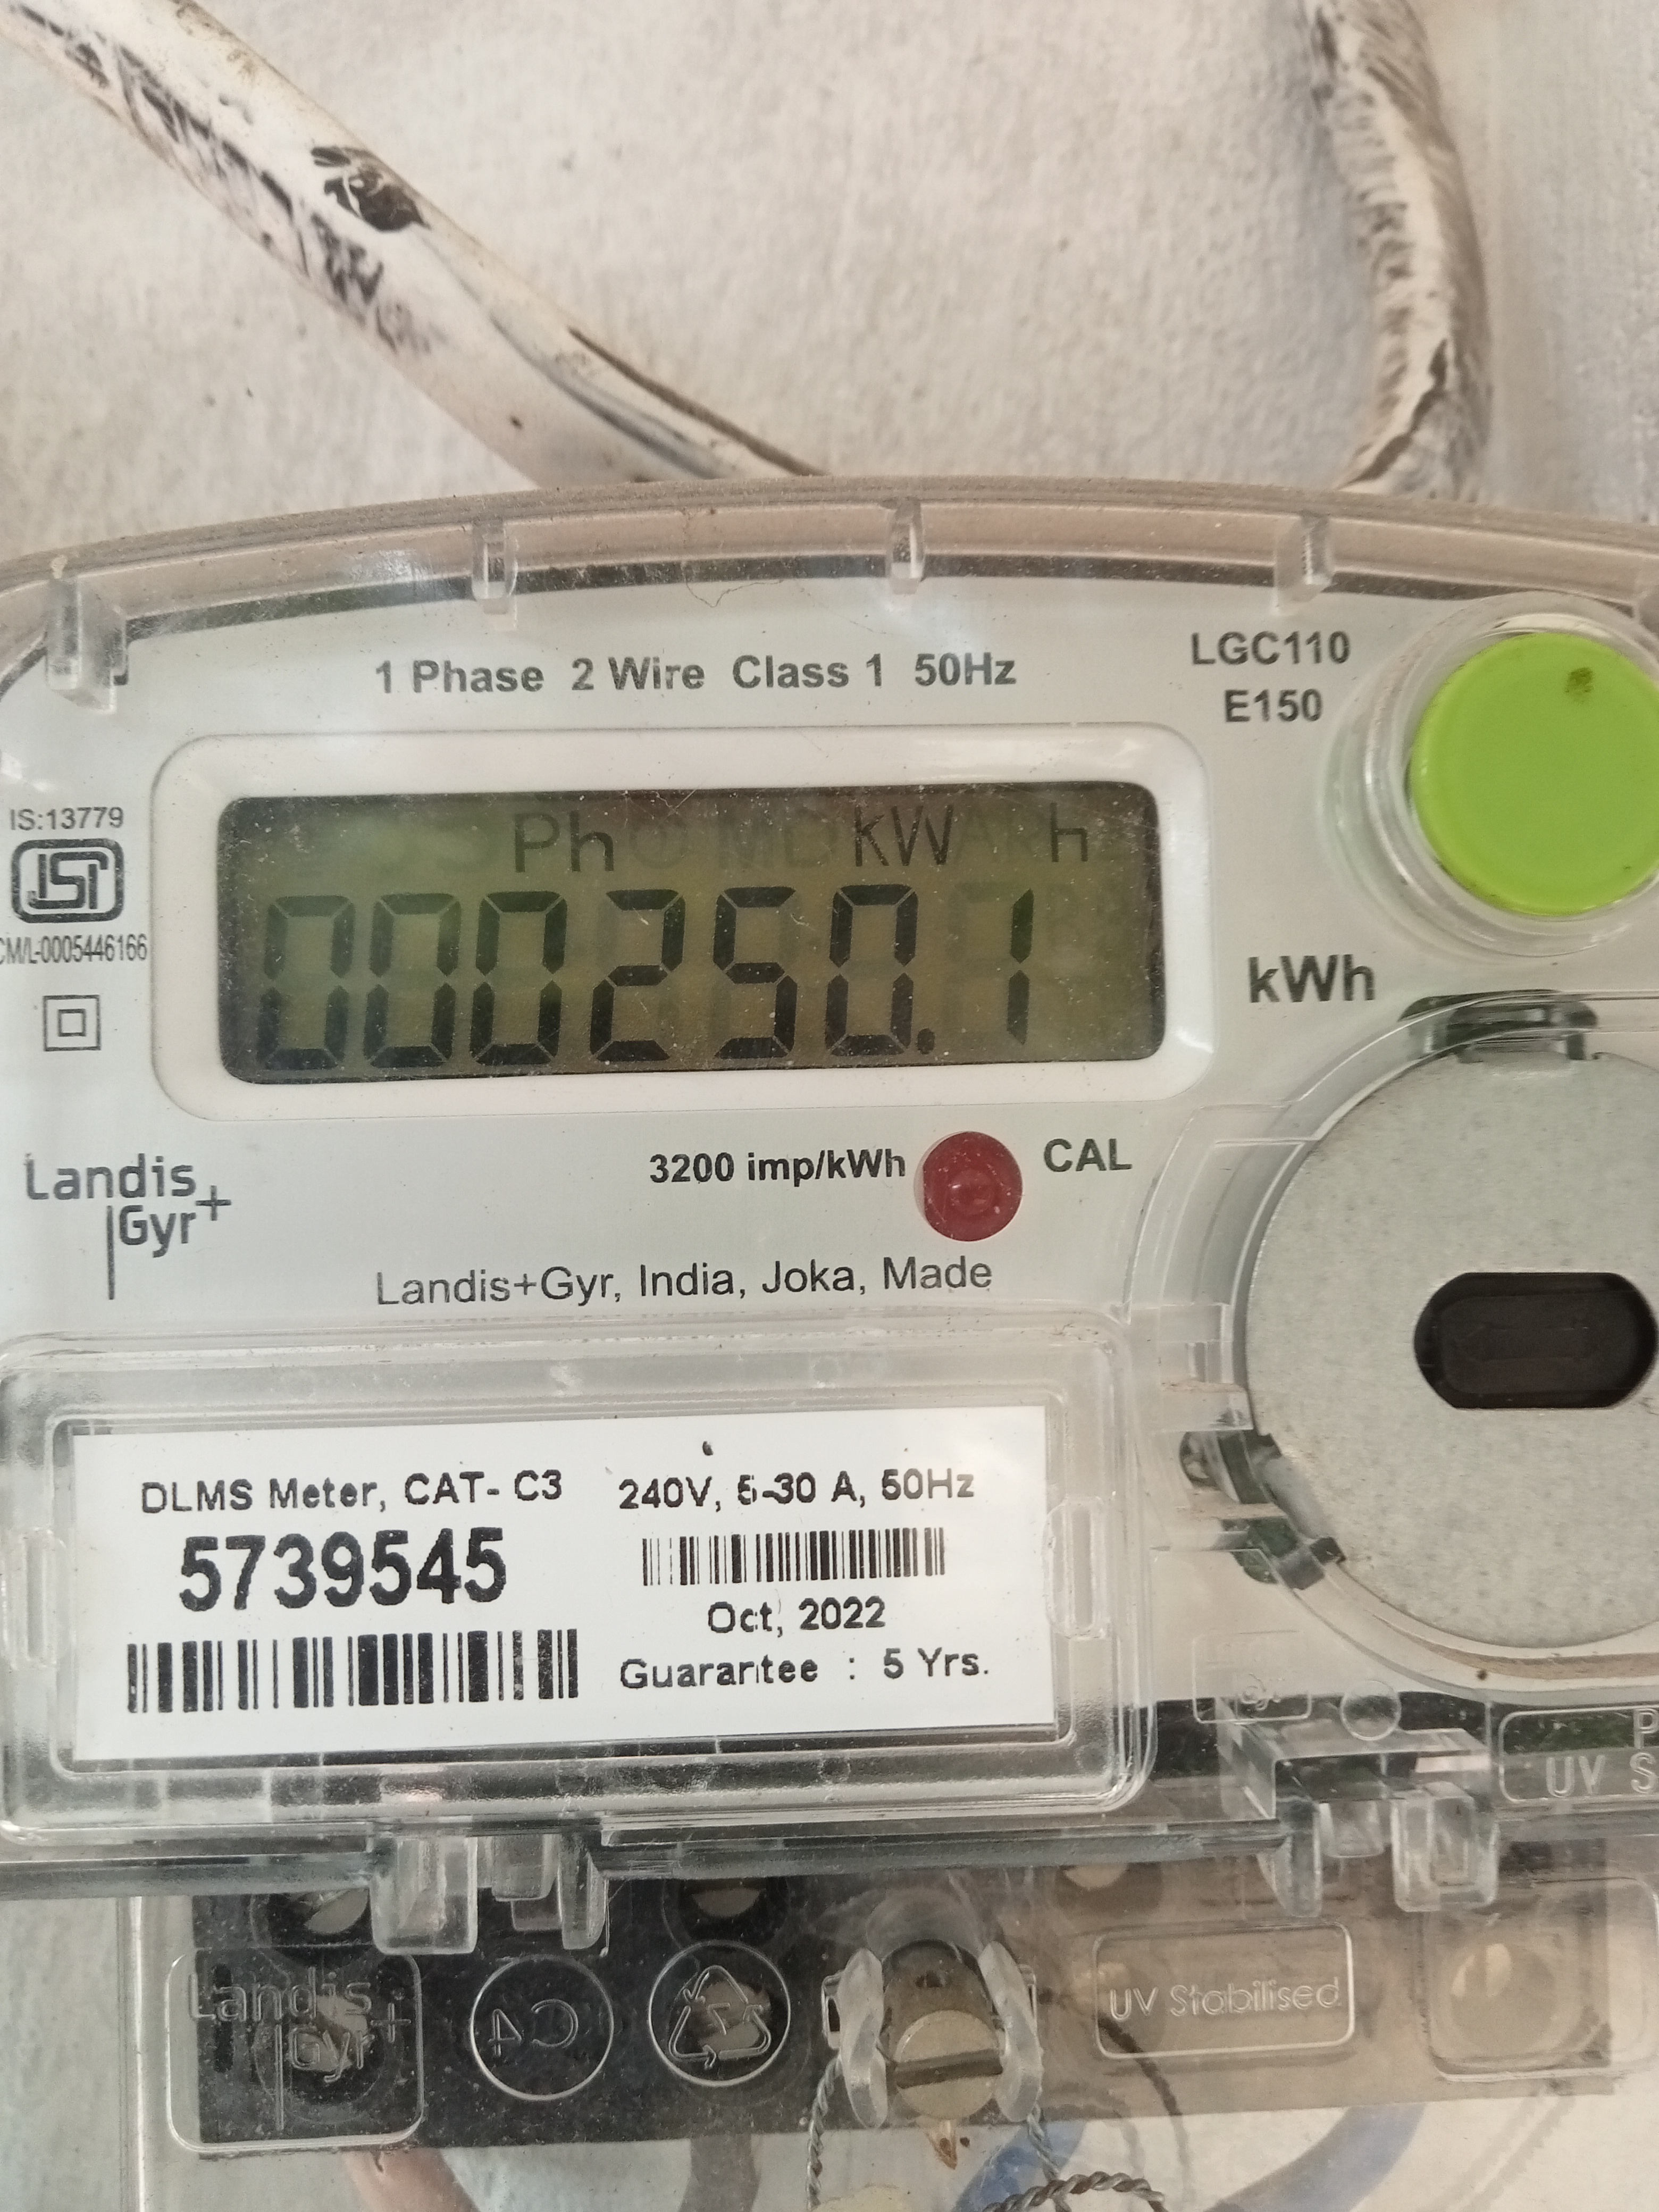 1 Phase 2 Wire Class 1 50Hz
LGC110
E150
IS:13779
ISI
CM/L-0005446166
Ph kW h
000250.1
kWh
3200 imp/kWh CAL
Landis
Gyr+
Landis+Gyr, India, Joka, Made
DLMS Meter, CAT- C3
5739545
240V, 5-30 A, 50Hz
Oct, 2022
Guarantee : 5 Yrs.
UV S
Landis
Gyr+
C4
7
UV Stabilised